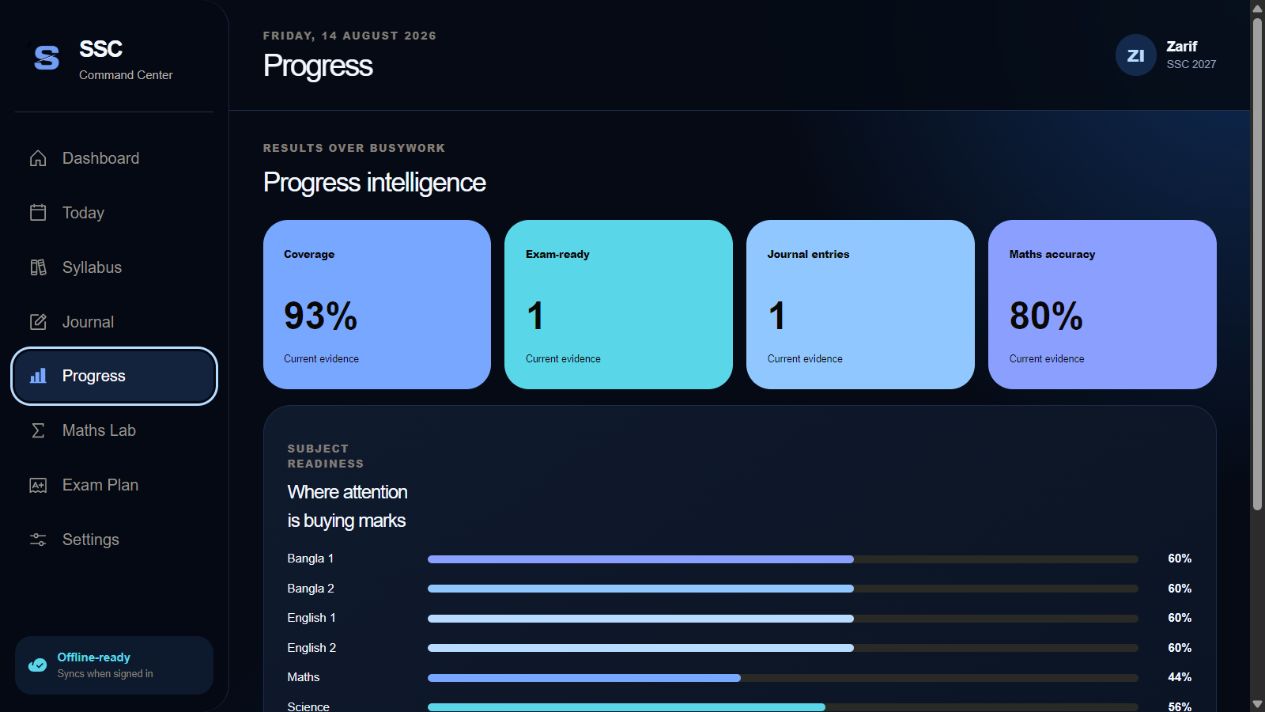 SSC
Command Center
Dashboard
Today
Syllabus
Journal
Progress
Maths Lab
Exam Plan
Settings
Offline-ready
Syncs when signed in
FRIDAY, 14 AUGUST 2026
Progress
ZI
Zarif
SSC 2027
RESULTS OVER BUSYWORK
Progress intelligence
Coverage
93%
Current evidence
Exam-ready
1
Current evidence
Journal entries
1
Current evidence
Maths accuracy
80%
Current evidence
SUBJECT
READINESS
Where attention
is buying marks
Bangla 1 60%
Bangla 2 60%
English 1 60%
English 2 60%
Maths 44%
Science 56%